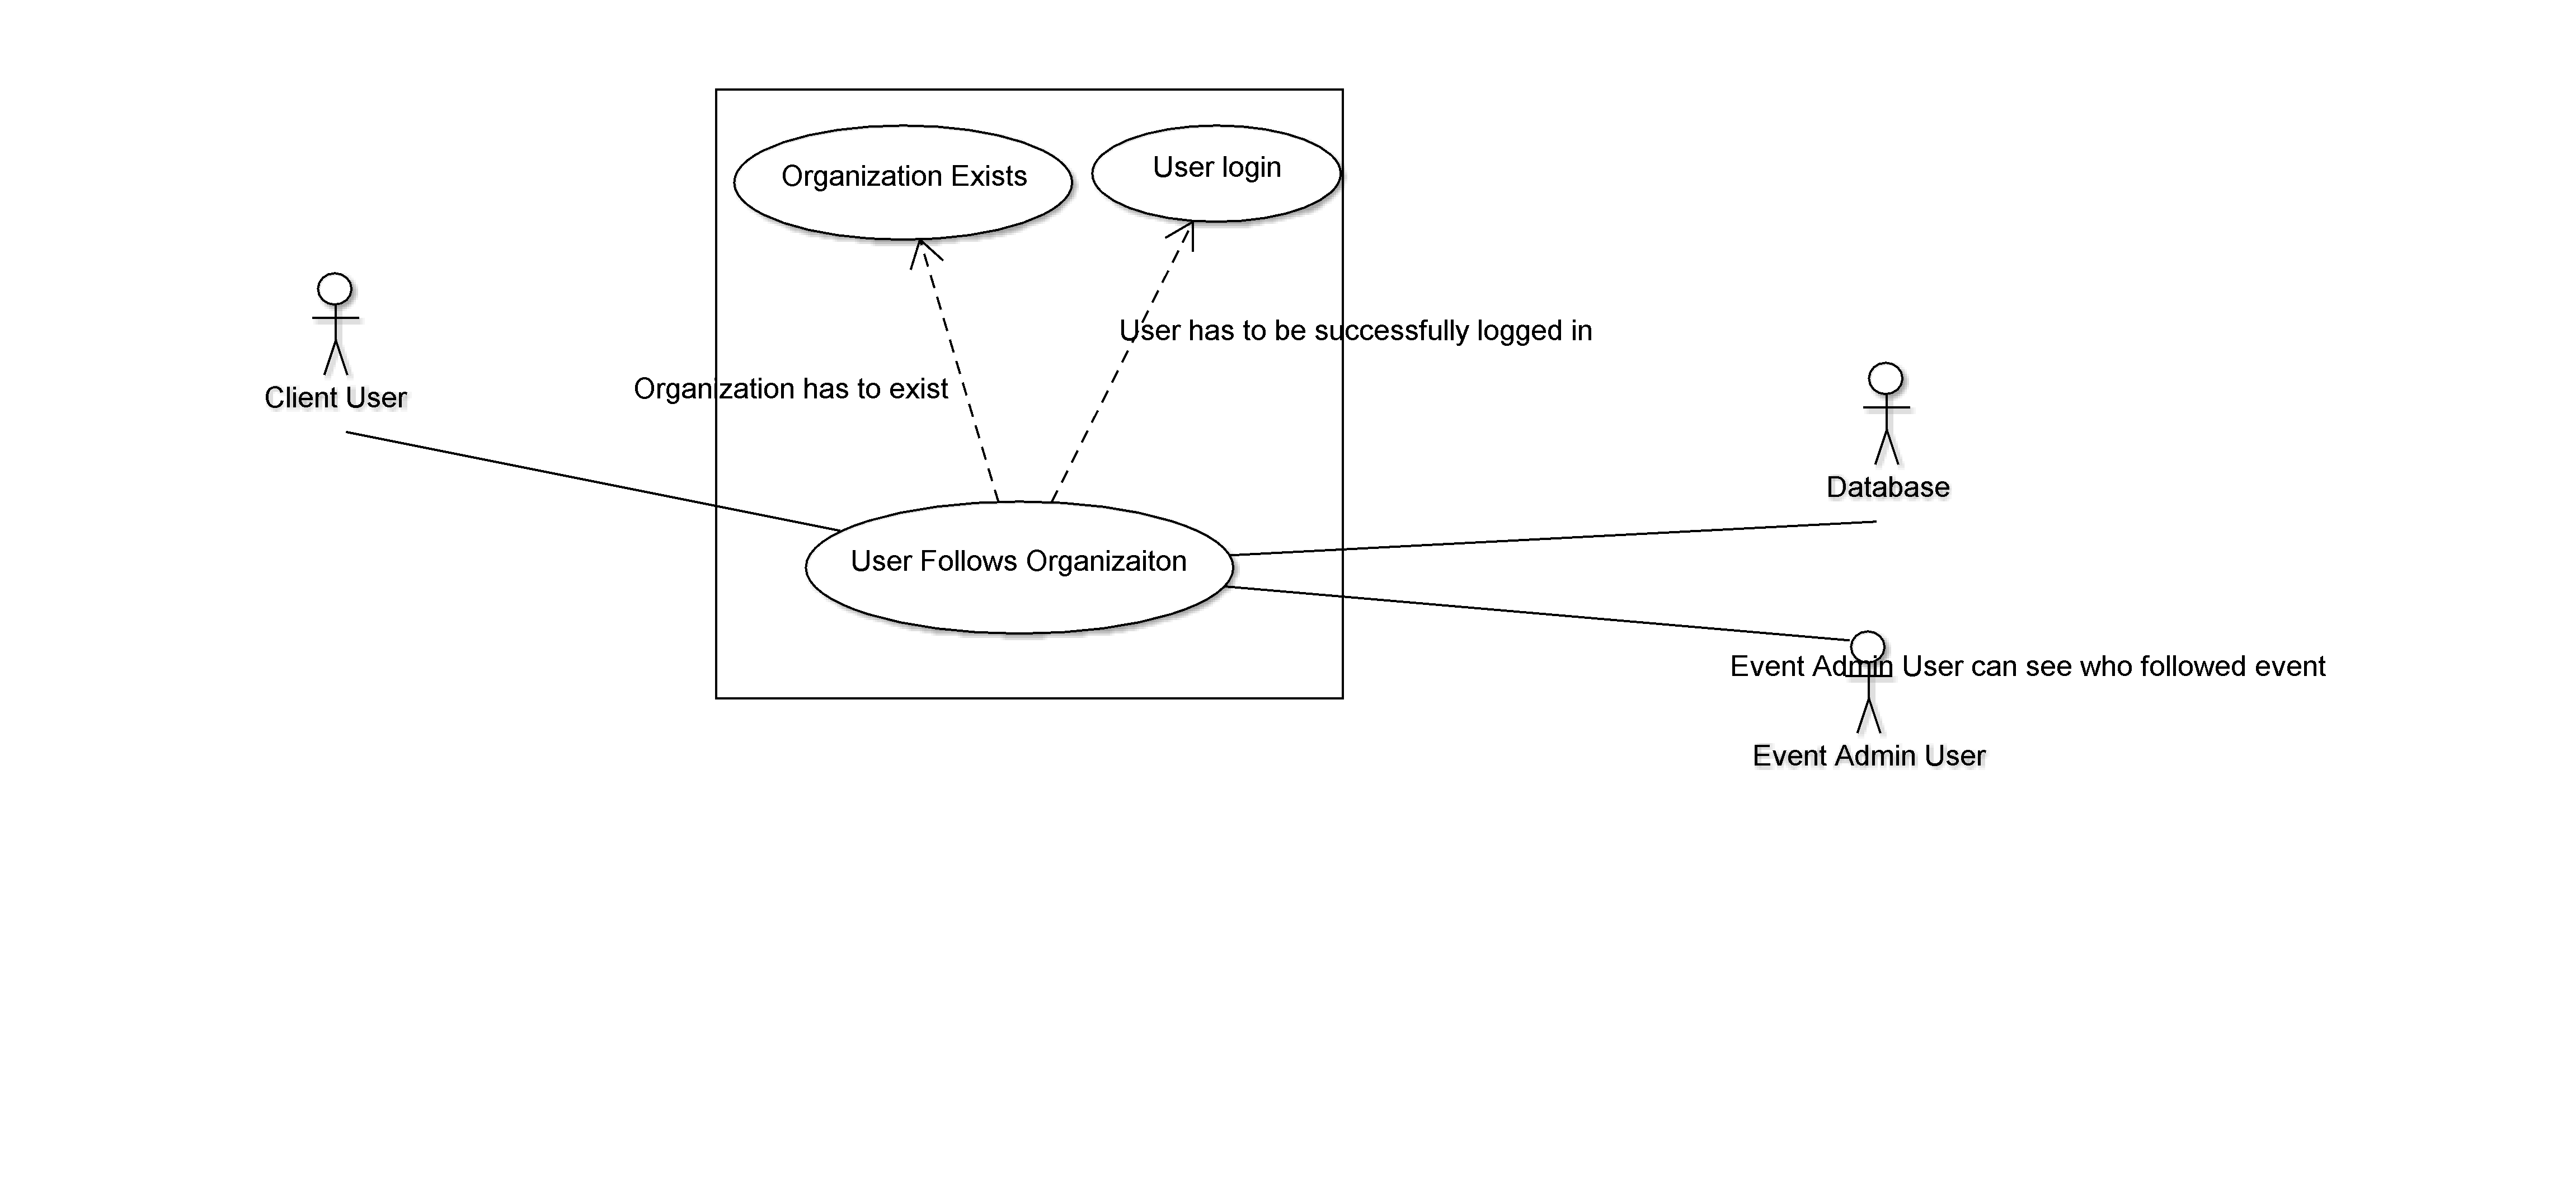 Organization Exists
User login
User has to be successfully logged in
Organization has to exist
Client User
Database
User Follows Organizaiton
Event Admin User can see who followed event
Event Admin User